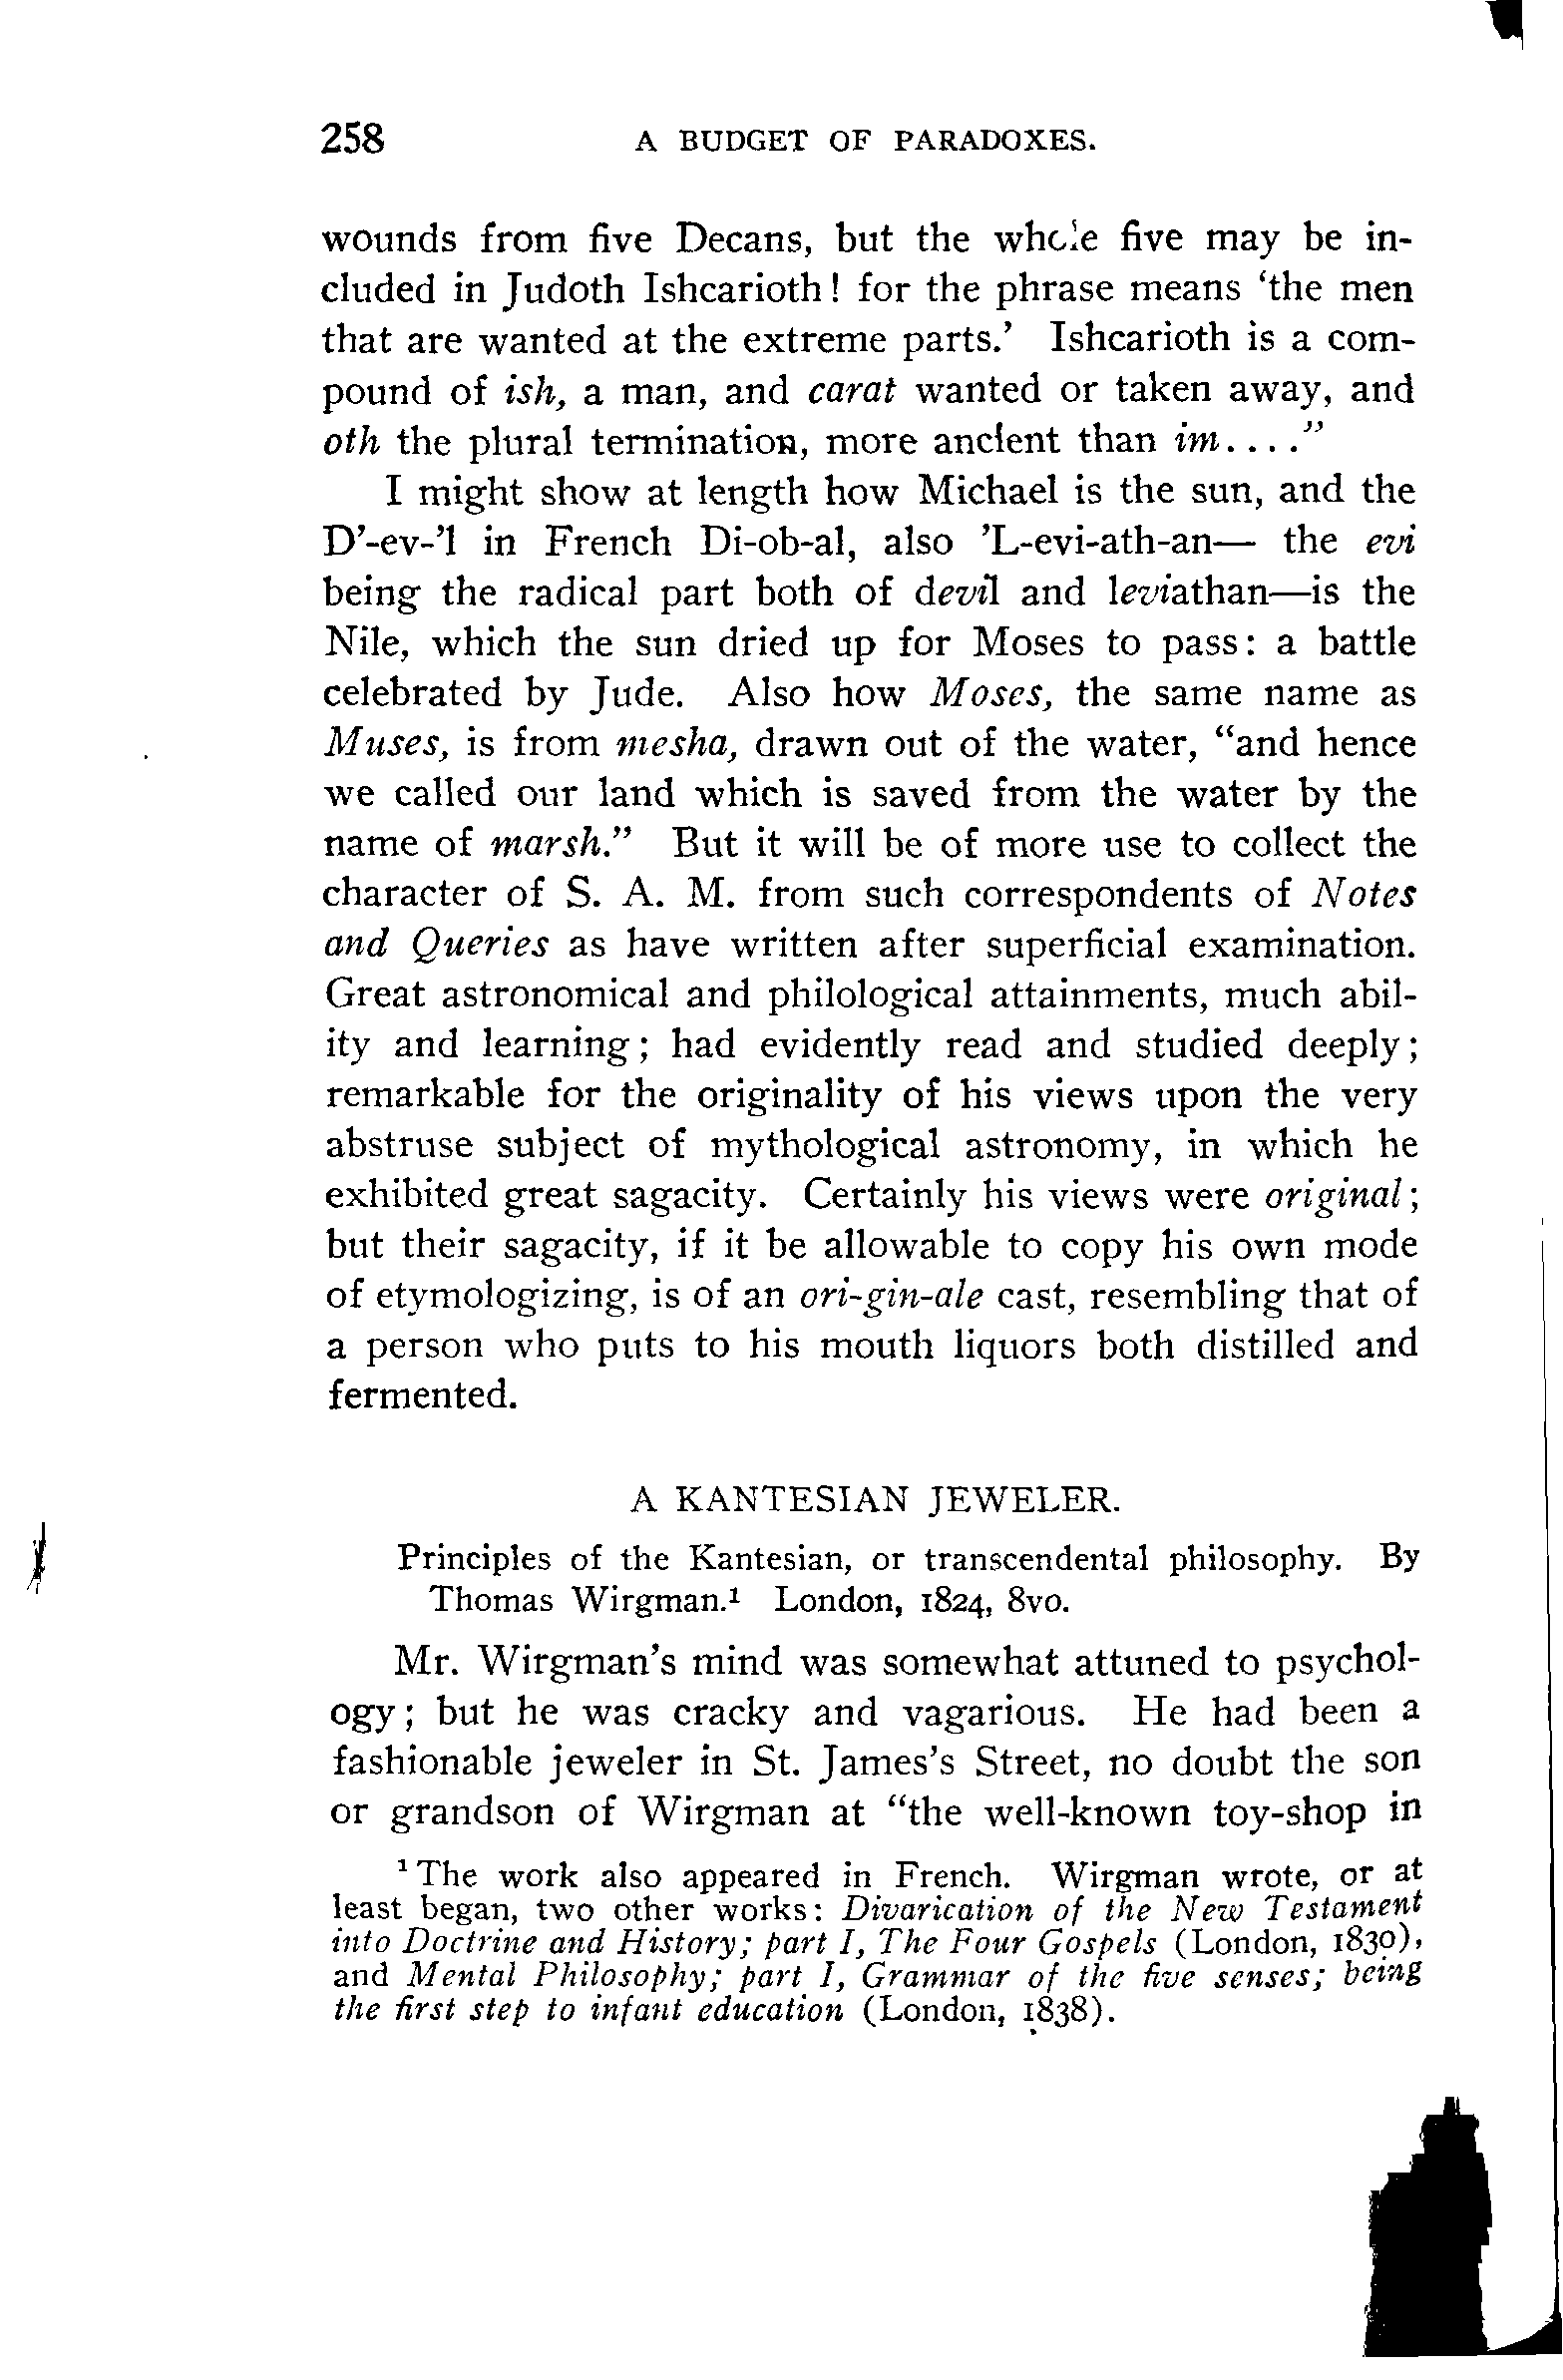 258 A BUDGET OF PARADOXES.
wounds from five Decans, but the whole five may be in-
cluded in Judoth Ishcarioth! for the phrase means ‘the men
that are wanted at the extreme parts.’ Ishcarioth is a com-
pound of ish, a man, and carat wanted or taken away, and
oth the plural termination, more ancient than im. . . .”
I might show at length how Michael is the sun, and the
D’-ev-’l in French Di-ob-al, also ’L-evi-ath-an— the evi
being the radical part both of devil and leviathan—is the
Nile, which the sun dried up for Moses to pass: a battle
celebrated by Jude. Also how Moses, the same name as
Muses, is from mesha, drawn out of the water, “and hence
we called our land which is saved from the water by the
name of marsh.” But it will be of more use to collect the
character of S. A. M. from such correspondents of Notes
and Queries as have written after superficial examination.
Great astronomical and philological attainments, much abil-
ity and learning; had evidently read and studied deeply;
remarkable for the originality of his views upon the very
abstruse subject of mythological astronomy, in which he
exhibited great sagacity. Certainly his views were original;
but their sagacity, if it be allowable to copy his own mode
of etymologizing, is of an ori-gin-ale cast, resembling that of
a person who puts to his mouth liquors both distilled and
fermented.
A KANTESIAN JEWELER.
Principles of the Kantesian, or transcendental philosophy. By
Thomas Wirgman.¹ London, 1824, 8vo.
Mr. Wirgman’s mind was somewhat attuned to psychol-
ogy; but he was cracky and vagarious. He had been a
fashionable jeweler in St. James’s Street, no doubt the son
or grandson of Wirgman at “the well-known toy-shop in
¹ The work also appeared in French. Wirgman wrote, or at
least began, two other works: Divarication of the New Testament
into Doctrine and History; part I, The Four Gospels (London, 1830),
and Mental Philosophy; part I, Grammar of the five senses; being
the first step to infant education (London, 1838).